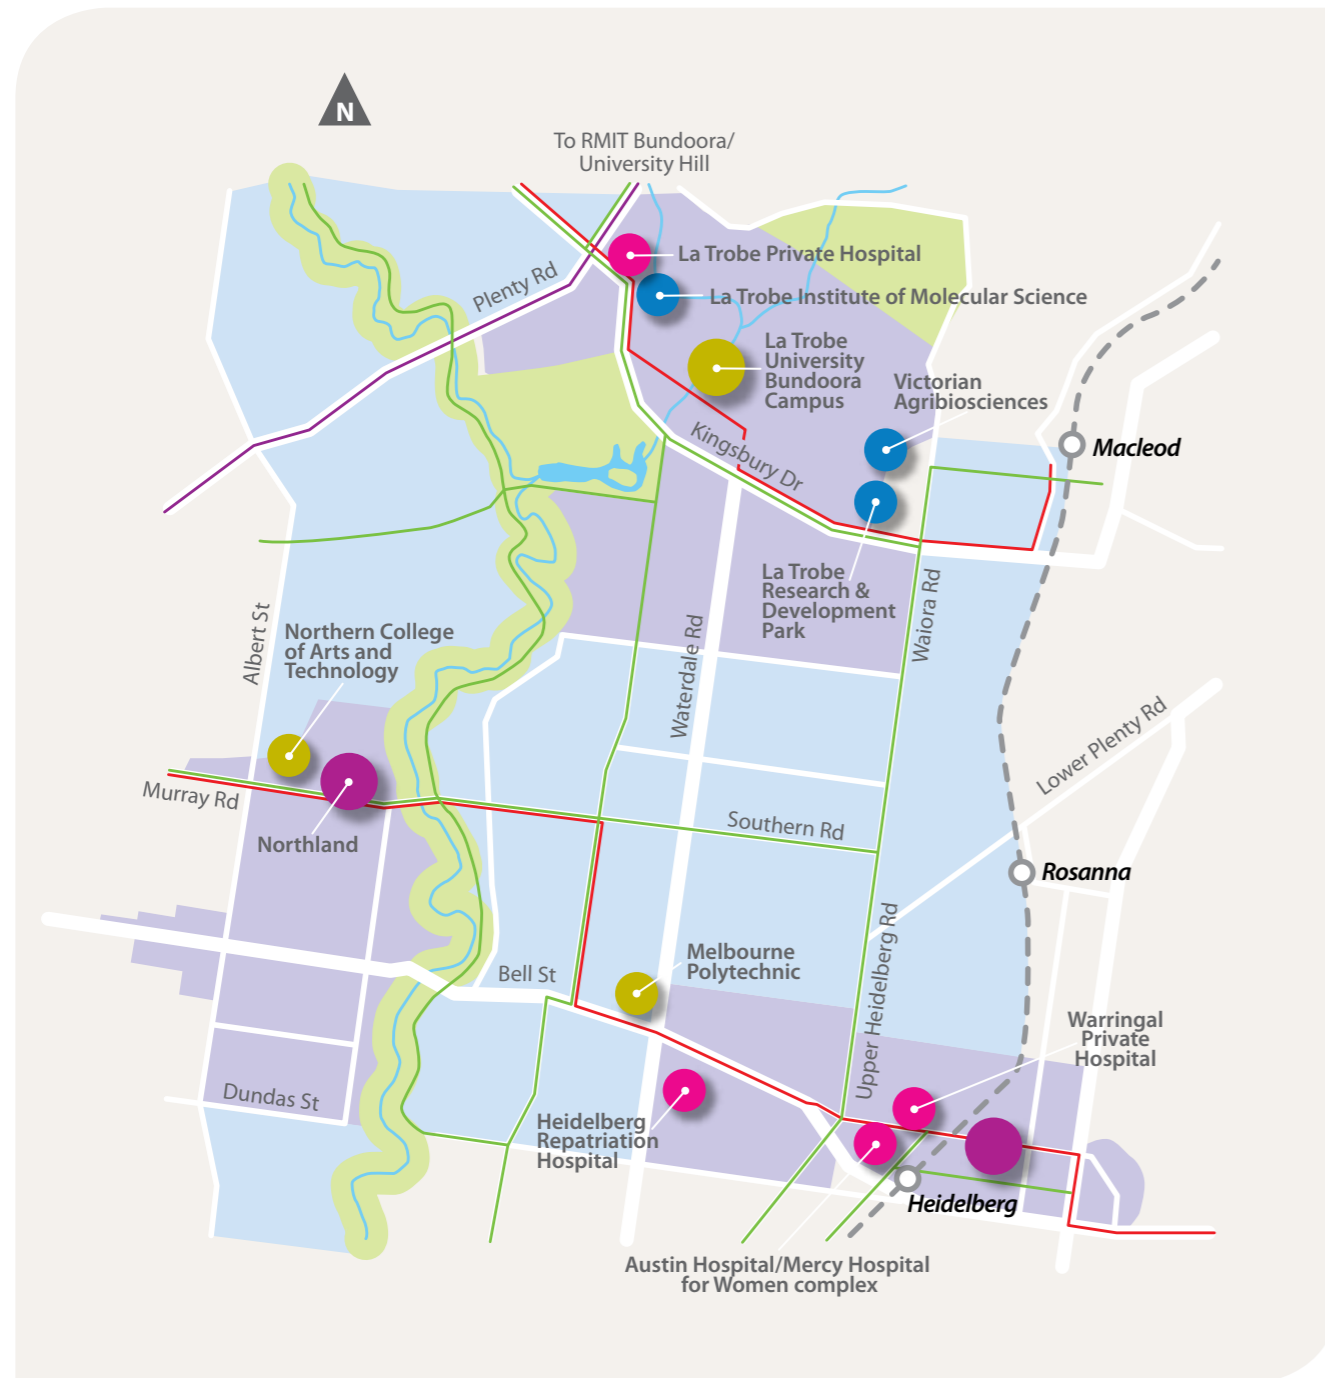 N
To RMIT Bundoora/
University Hill
La Trobe Private Hospital
Plenty Rd
La Trobe Institute of Molecular Science
La Trobe
University
Bundoora
Campus
Victorian
Agribiosciences
Kingsbury Dr
Macleod
La Trobe
Research &
Development
Park
Waiora Rd
Albert St
Northern College
of Arts and
Technology
Waterdale Rd
Lower Plenty Rd
Murray Rd
Southern Rd
Northland
Rosanna
Upper Heidelberg Rd
Melbourne
Polytechnic
Bell St
Warringal
Private
Hospital
Dundas St
Heidelberg
Repatriation
Hospital
Heidelberg
Austin Hospital/Mercy Hospital
for Women complex